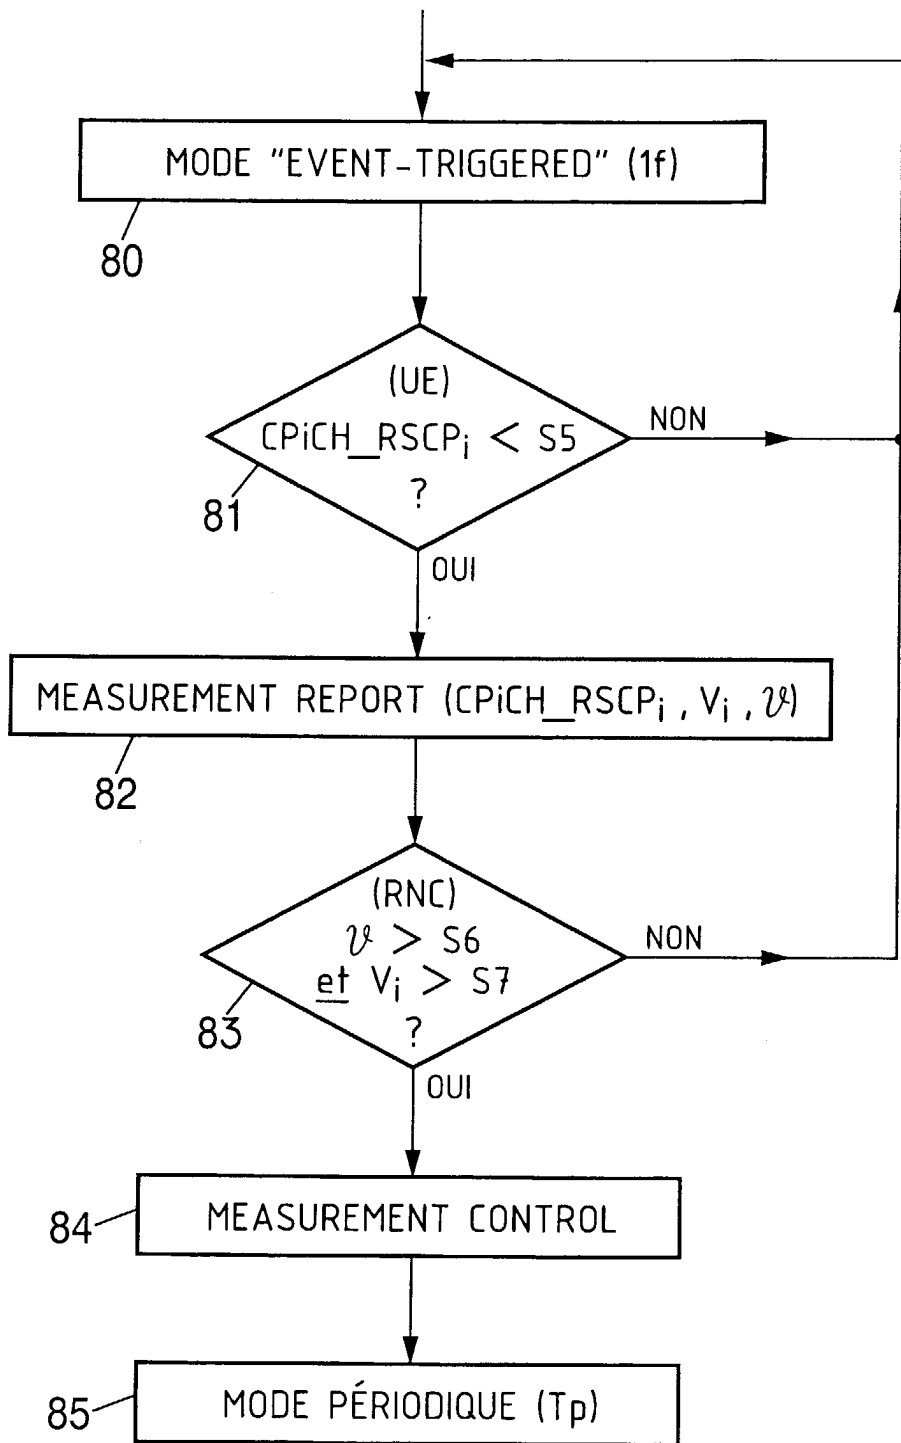 MODE "EVENT-TRIGGERED" (1f)
80
(UE)
CPiCH_RSCPi < S5
?
NON
81
OUI
MEASUREMENT REPORT (CPiCH_RSCPi , Vi , v)
82
(RNC)
v > S6
et Vi > S7
?
NON
83
OUI
84
MEASUREMENT CONTROL
85
MODE PÉRIODIQUE (Tp)